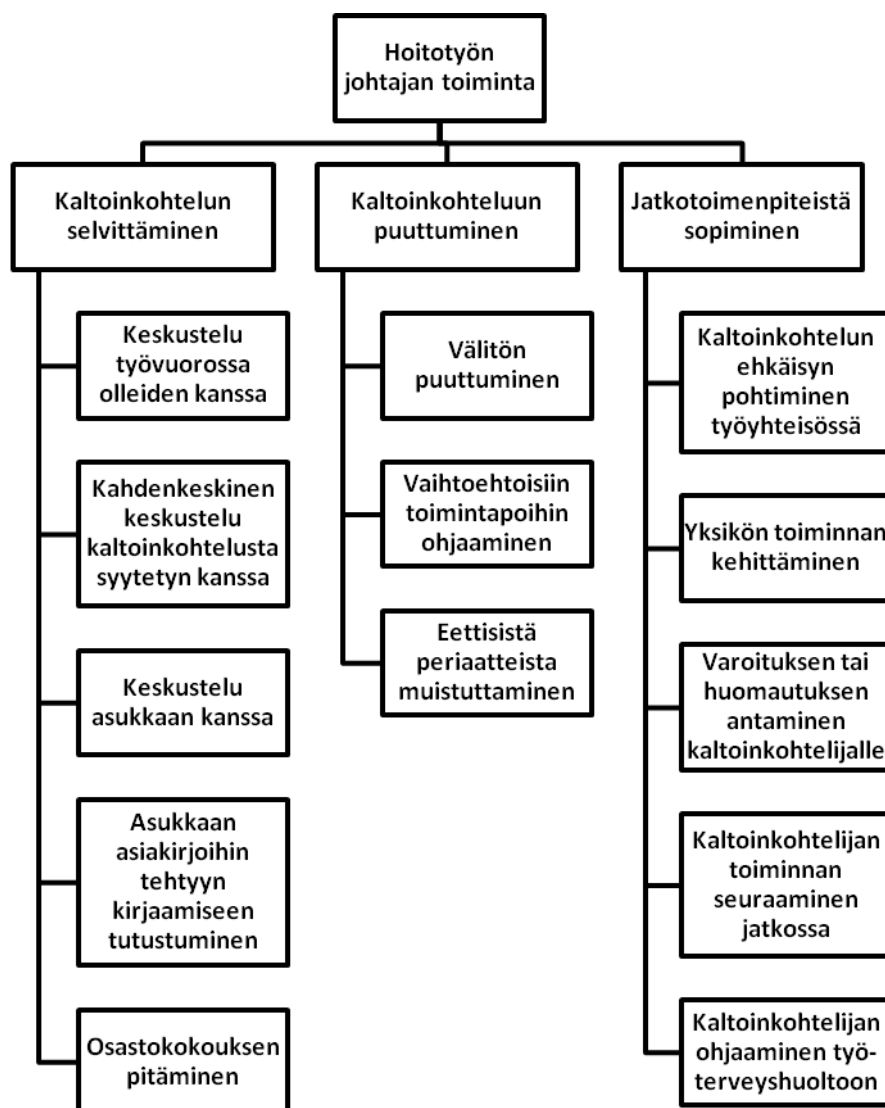 Hoitotyön
johtajan toiminta
Kaltoinkohtelun
selvittäminen
Keskustelu
työvuorossa
olleiden kanssa
Kahdenkeskinen
keskustelu
kaltoinkohtelusta
syytetyn kanssa
Keskustelu
asukkaan kanssa
Asukkaan
asiakirjoihin
tehtyyn
kirjaamiseen
tutustuminen
Osastokokouksen
pitäminen
Kaltoinkohteluun
puuttuminen
Välitön
puuttuminen
Vaihtoehtoisiin
toimintapoihin
ohjaaminen
Eettisistä
periaatteista
muistuttaminen
Jatkotoimenpiteistä
sopiminen
Kaltoinkohtelun
ehkäisyn
pohtiminen
työyhteisössä
Yksikön toiminnan
kehittäminen
Varoituksen tai
huomautuksen
antaminen
kaltoinkohtelijalle
Kaltoinkohtelijan
toiminnan
seuraaminen
jatkossa
Kaltoinkohtelijan
ohjaaminen työ-
terveyshuoltoon